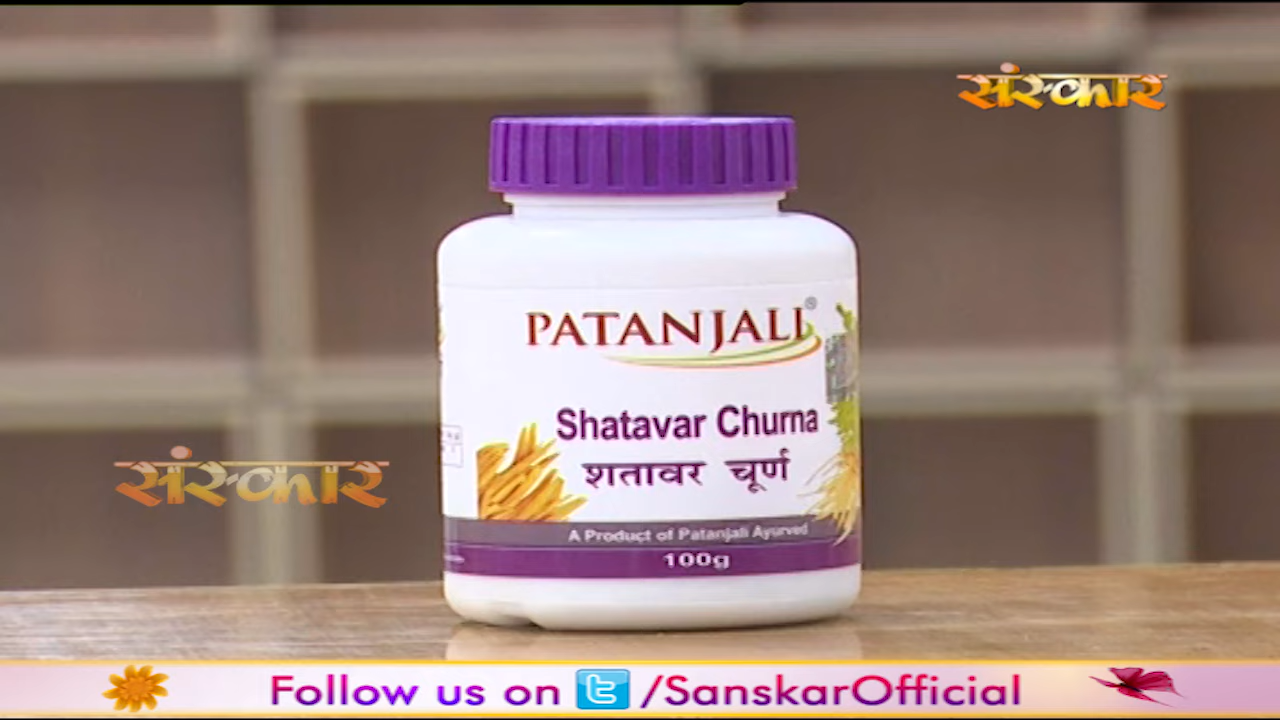 संस्कार
PATANJALI®
Shatavar Churna
शतावर चूर्ण
संस्कार
A Product of Patanjali Ayurved
100g
Follow us on /SanskarOfficial